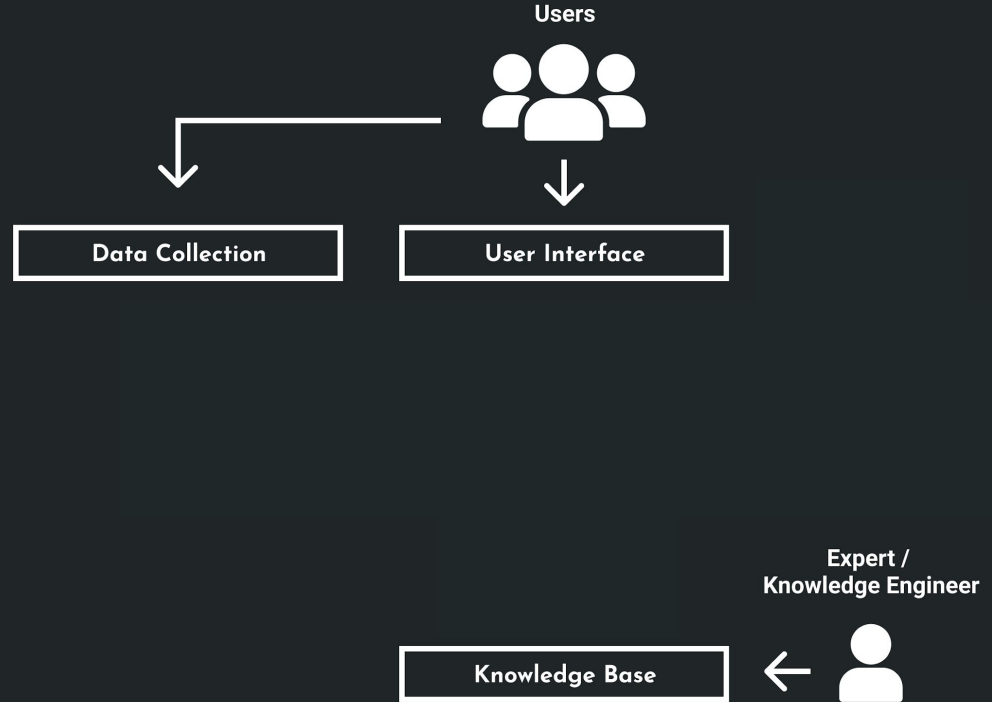 Users
Data Collection
User Interface
Expert /
Knowledge Engineer
Knowledge Base